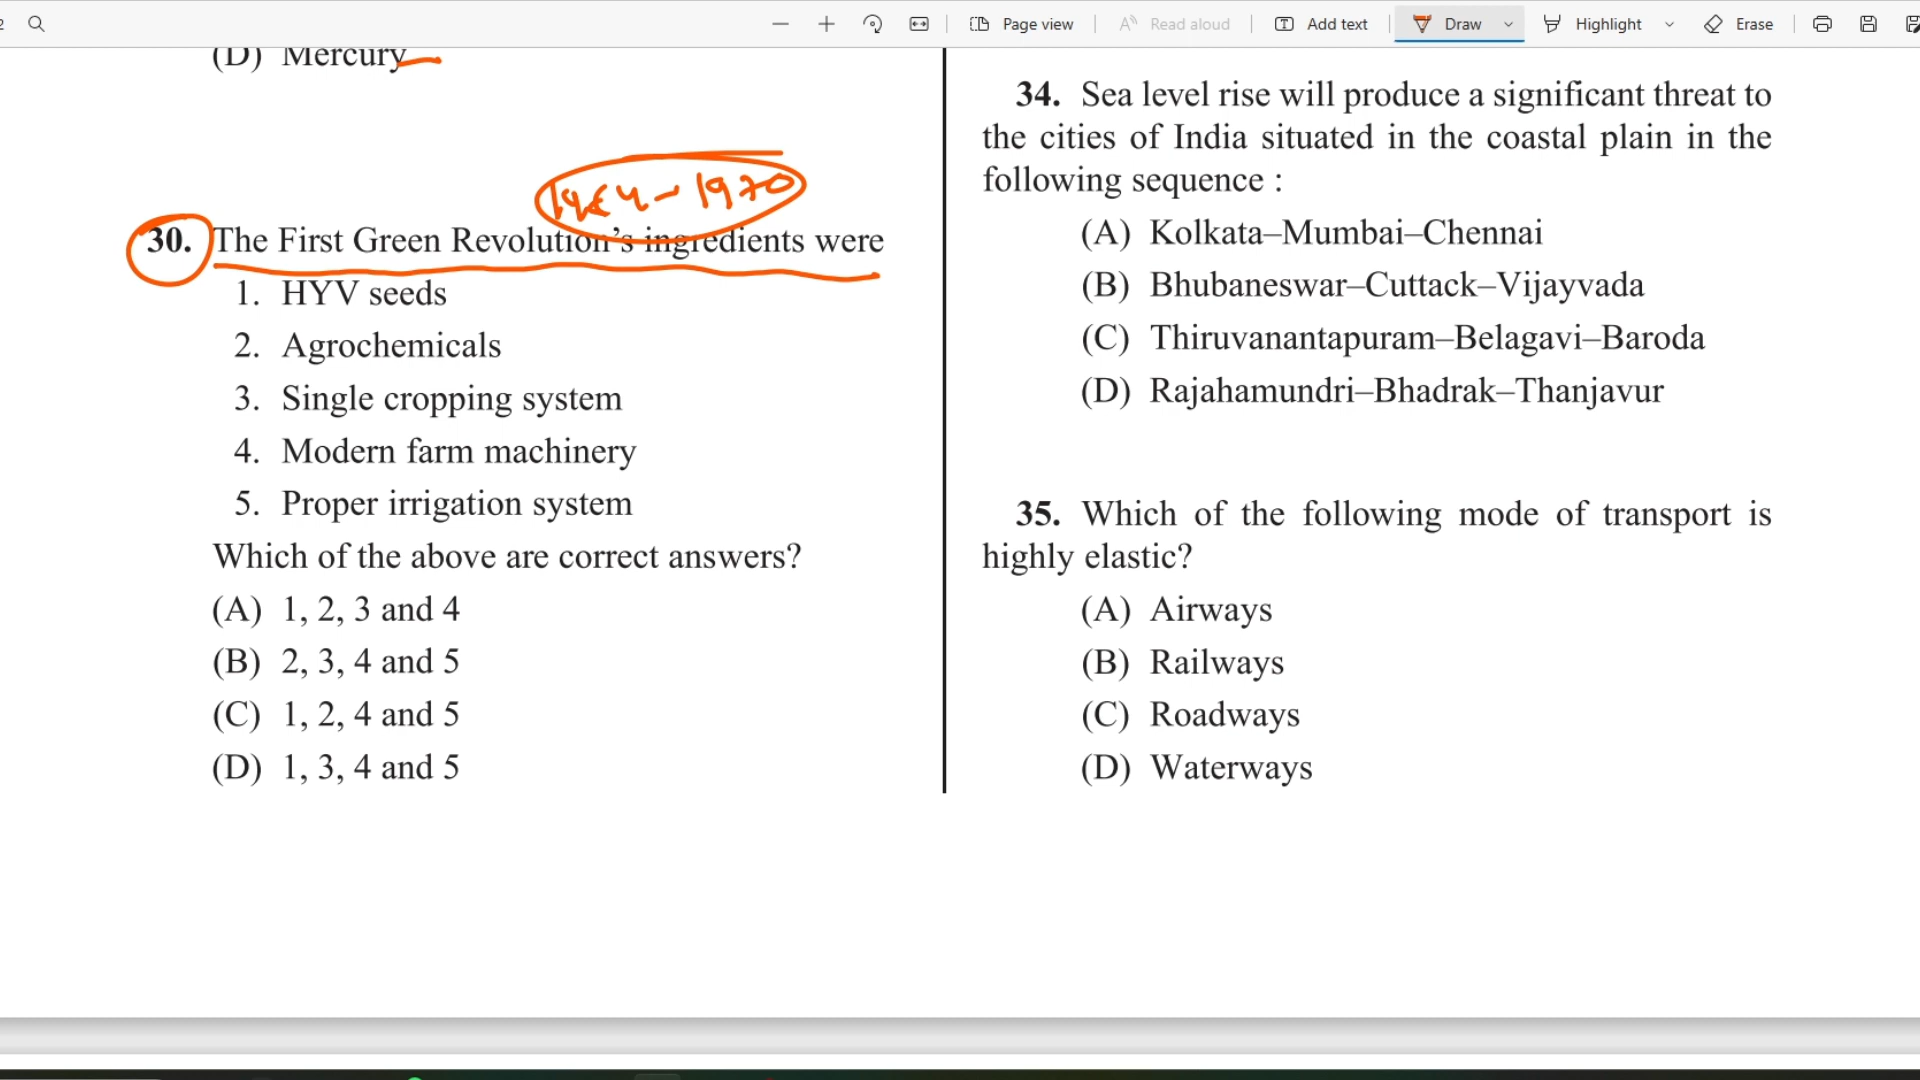 Page view
Read aloud
Add text
Draw
Highlight
Erase
(D) Mercury
1964-1970
30. The First Green Revolution's ingredients were
1. HYV seeds
2. Agrochemicals
3. Single cropping system
4. Modern farm machinery
5. Proper irrigation system
Which of the above are correct answers?
(A) 1, 2, 3 and 4
(B) 2, 3, 4 and 5
(C) 1, 2, 4 and 5
(D) 1, 3, 4 and 5
34. Sea level rise will produce a significant threat to
the cities of India situated in the coastal plain in the
following sequence :
(A) Kolkata–Mumbai–Chennai
(B) Bhubaneswar–Cuttack–Vijayvada
(C) Thiruvanantapuram–Belagavi–Baroda
(D) Rajahamundri–Bhadrak–Thanjavur
35. Which of the following mode of transport is
highly elastic?
(A) Airways
(B) Railways
(C) Roadways
(D) Waterways